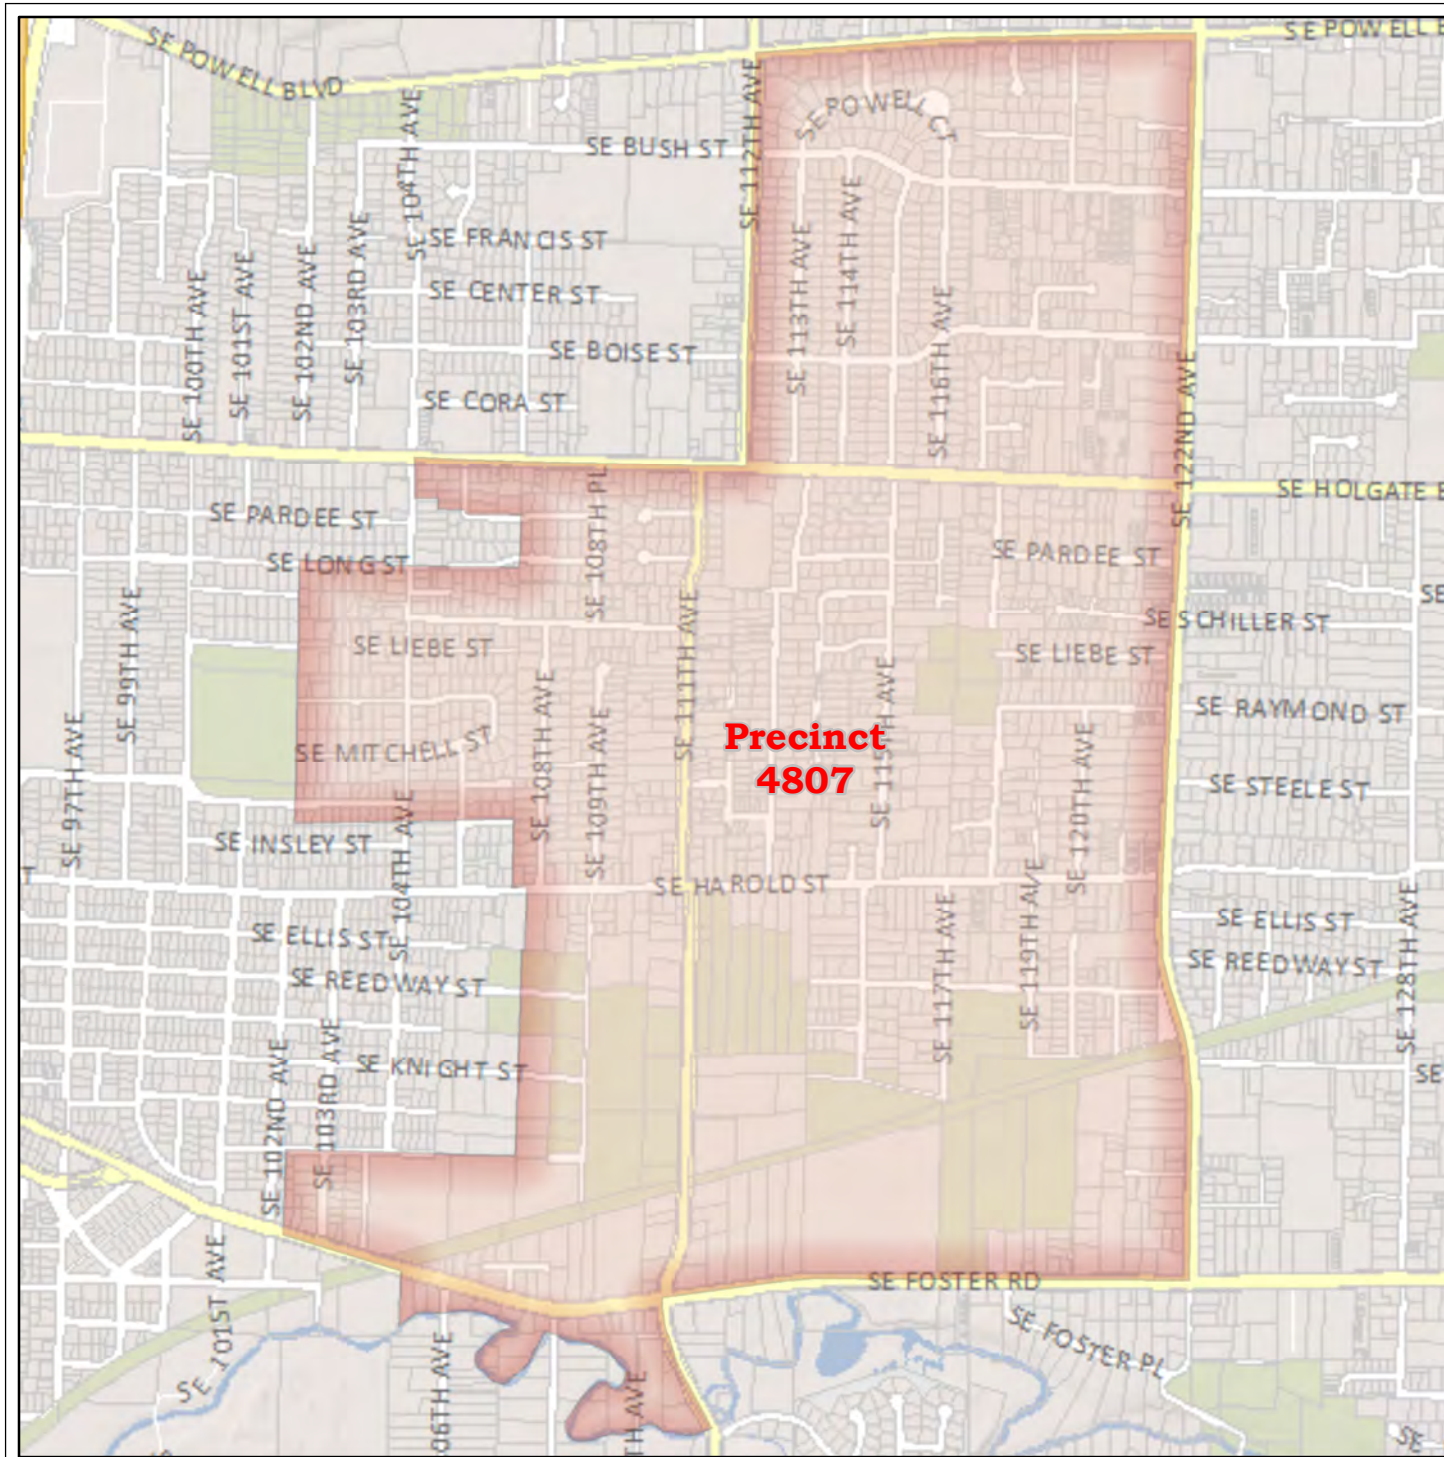 SE POWELL BLVD
SE POWELL B
SE 112TH AVE
SE POWELL CT
SE 104TH AVE
SE BUSH ST
SE 114TH AVE
SE FRANCIS ST
SE 103RD AVE
SE 113TH AVE
SE 102ND AVE
SE 101ST AVE
SE 100TH AVE
SE CENTER ST
SE 116TH AVE
SE BOISE ST
SE 122ND AVE
SE CORA ST
SE HOLGATE B
SE 108TH PL
SE PARDEE ST
SE PARDEE ST
SE LONG ST
SE
SE 99TH AVE
SE 111TH AVE
SE SCHILLER ST
SE LIEBE ST
SE LIEBE ST
SE 115TH AVE
SE 108TH AVE
SE 109TH AVE
SE RAYMOND ST
SE 97TH AVE
SE MITCHELL ST
Precinct
4807
SE 120TH AVE
SE STEELE ST
SE 104TH AVE
SE INSLEY ST
T
SE HAROLD ST
SE 119TH AVE
SE 117TH AVE
SE 128TH AVE
SE ELLIS ST
SE ELLIS ST
SE REEDWAY ST
SE REEDWAY ST
SE KNIGHT ST
SE
SE 103RD AVE
SE 102ND AVE
SE 101ST AVE
SE FOSTER RD
SE FOSTER PL
06TH AVE
TH AVE
SE